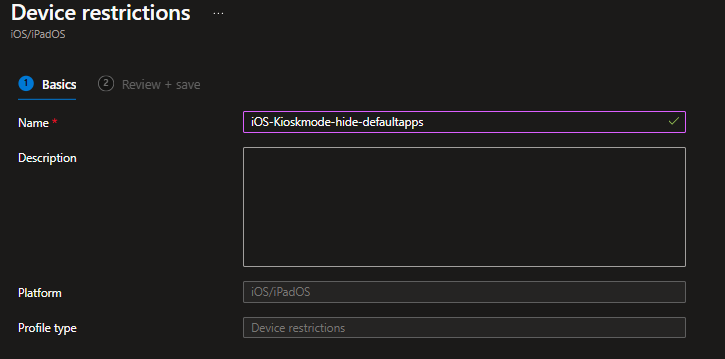 Device restrictions ...
iOS/iPadOS
1 Basics 2 Review + save
Name * iOS-Kioskmode-hide-defaultapps
Description
Platform iOS/iPadOS
Profile type Device restrictions